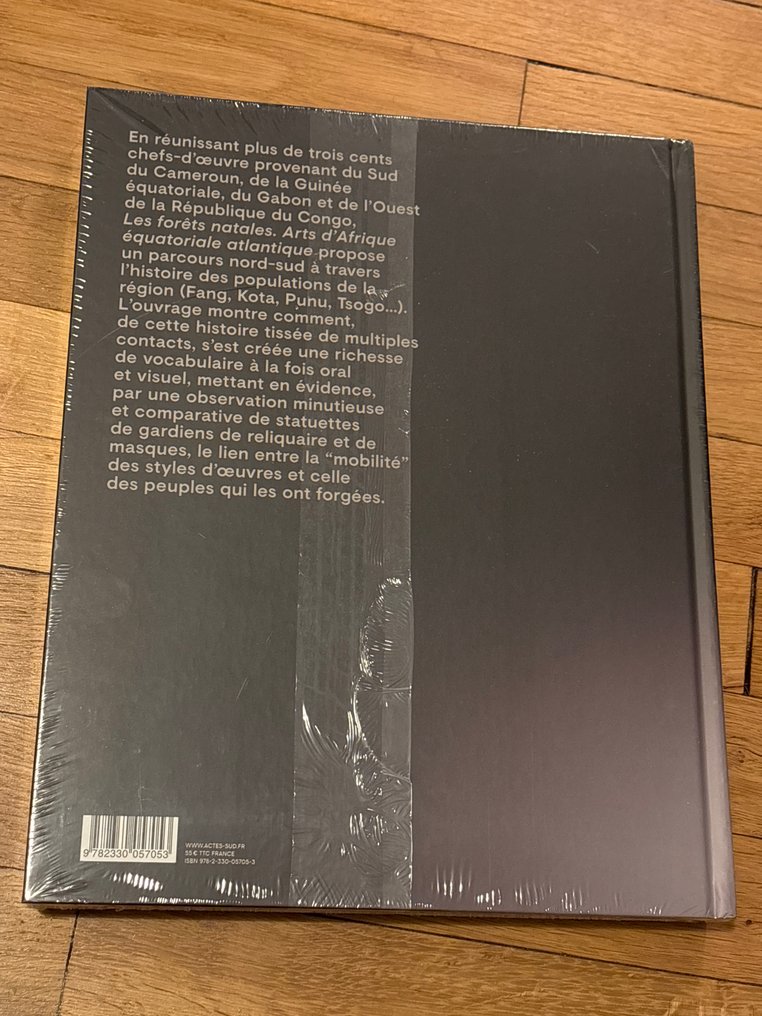 En réunissant plus de trois cents
chefs-d’œuvre provenant du Sud
du Cameroun, de la Guinée
équatoriale, du Gabon et de l’Ouest
de la République du Congo,
Les forêts natales. Arts d’Afrique
équatoriale atlantique propose
un parcours nord-sud à travers
l’histoire des populations de la
région (Fang, Kota, Punu, Tsogo...).
L’ouvrage montre comment,
de cette histoire tissée de multiples
contacts, s’est créée une richesse
de vocabulaire à la fois oral
et visuel, mettant en évidence,
par une observation minutieuse
et comparative de statuettes
de gardiens de reliquaire et de
masques, le lien entre la “mobilité”
des styles d’œuvres et celle
des peuples qui les ont forgées.
9 782330 057053
WWW.ACTES-SUD.FR
55 € TTC FRANCE
ISBN 978-2-330-05705-3